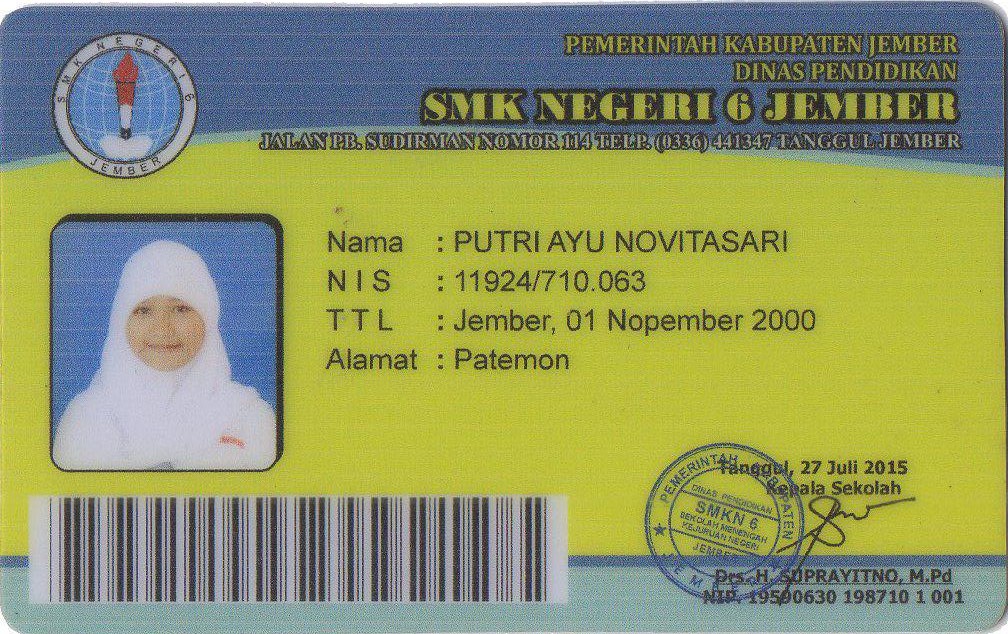 SMK NEGERI 6
JEMBER
PEMERINTAH KABUPATEN JEMBER
DINAS PENDIDIKAN
SMK NEGERI 6 JEMBER
JALAN PB. SUDIRMAN NOMOR 114 TELP. (0336) 441347 TANGGUL JEMBER
Nama : PUTRI AYU NOVITASARI
N I S : 11924/710.063
T T L : Jember, 01 Nopember 2000
Alamat : Patemon
Tanggul, 27 Juli 2015
Kepala Sekolah
PEMERINTAH KABUPATEN
DINAS PENDIDIKAN
SMKN 6
SEKOLAH MENENGAH
KEJURUAN NEGERI
JEMBER
Drs. H. SUPRAYITNO, M.Pd
NIP. 19590630 198710 1 001